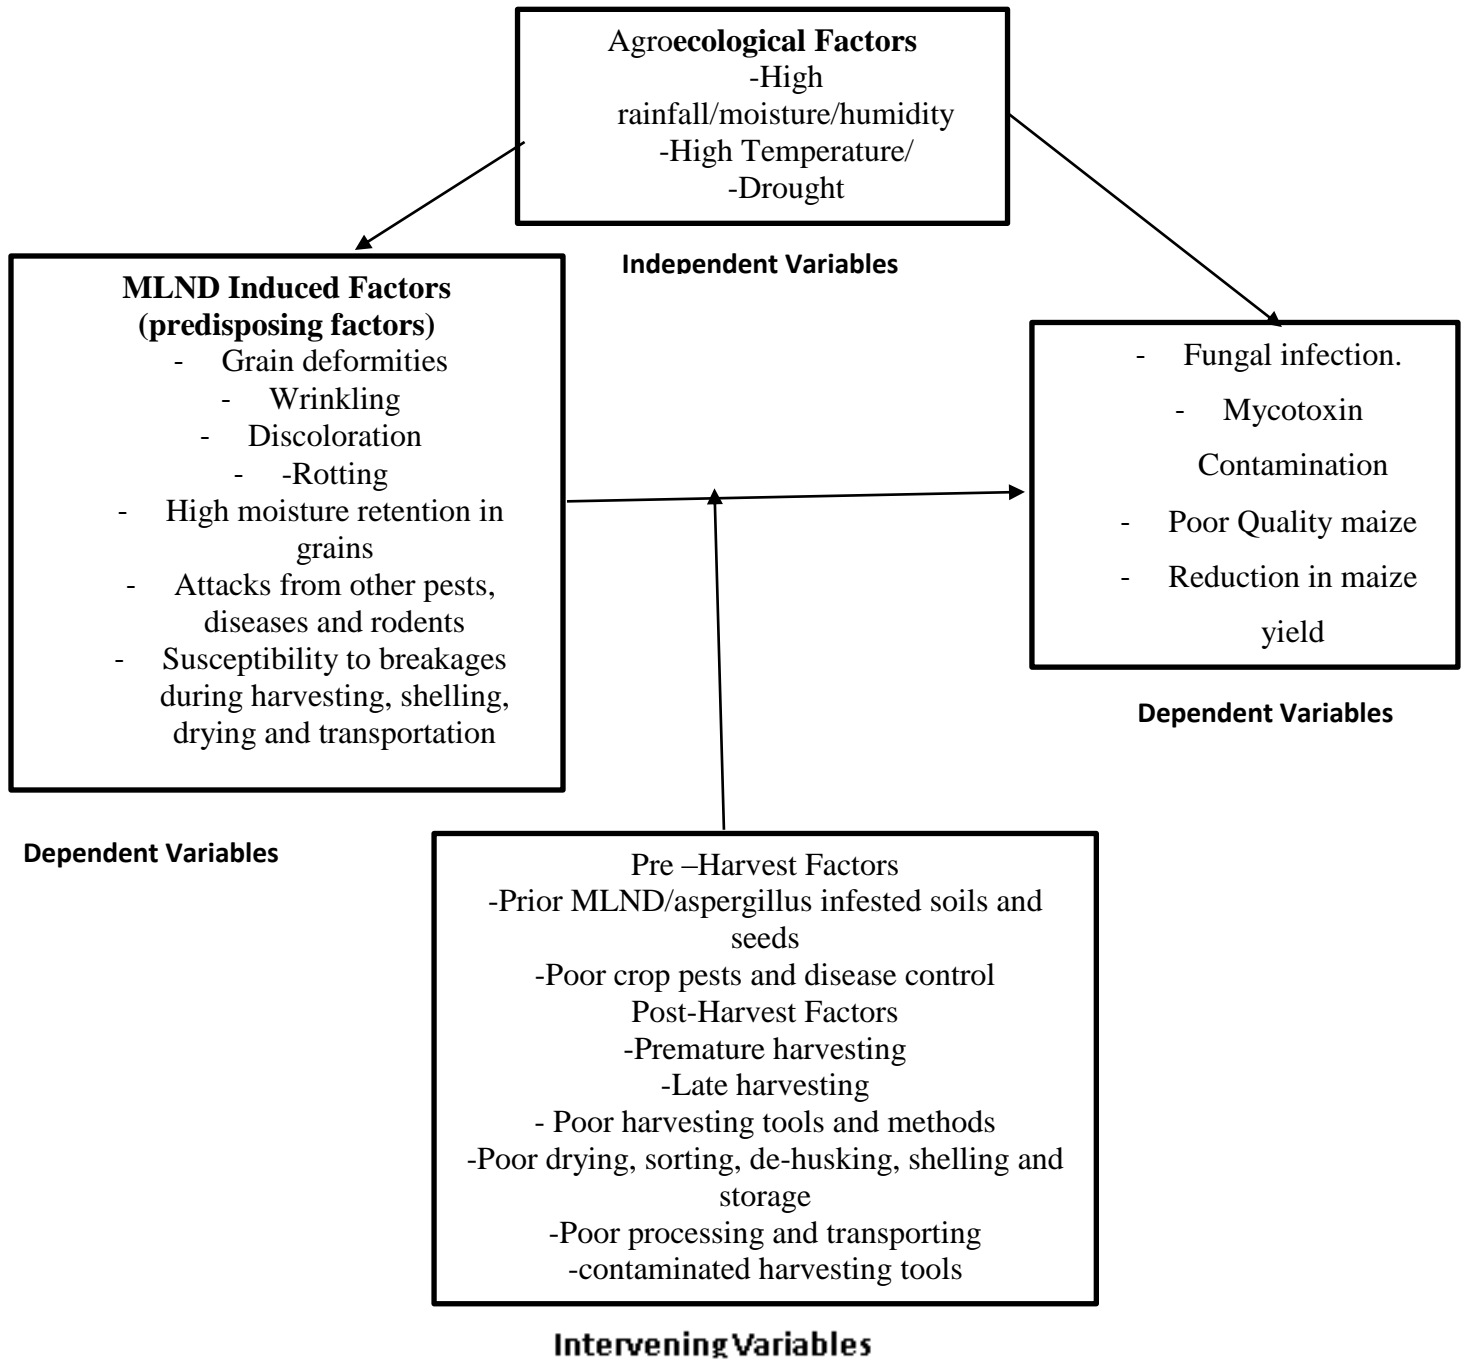 Agroecological Factors
-High
rainfall/moisture/humidity
-High Temperature/
-Drought
Independent Variables
MLND Induced Factors
(predisposing factors)
- Grain deformities
- Wrinkling
- Discoloration
- -Rotting
- High moisture retention in
grains
- Attacks from other pests,
diseases and rodents
- Susceptibility to breakages
during harvesting, shelling,
drying and transportation
Dependent Variables
- Fungal infection.
- Mycotoxin
Contamination
- Poor Quality maize
- Reduction in maize
yield
Dependent Variables
Pre –Harvest Factors
-Prior MLND/aspergillus infested soils and
seeds
-Poor crop pests and disease control
Post-Harvest Factors
-Premature harvesting
-Late harvesting
- Poor harvesting tools and methods
-Poor drying, sorting, de-husking, shelling and
storage
-Poor processing and transporting
-contaminated harvesting tools
Intervening Variables